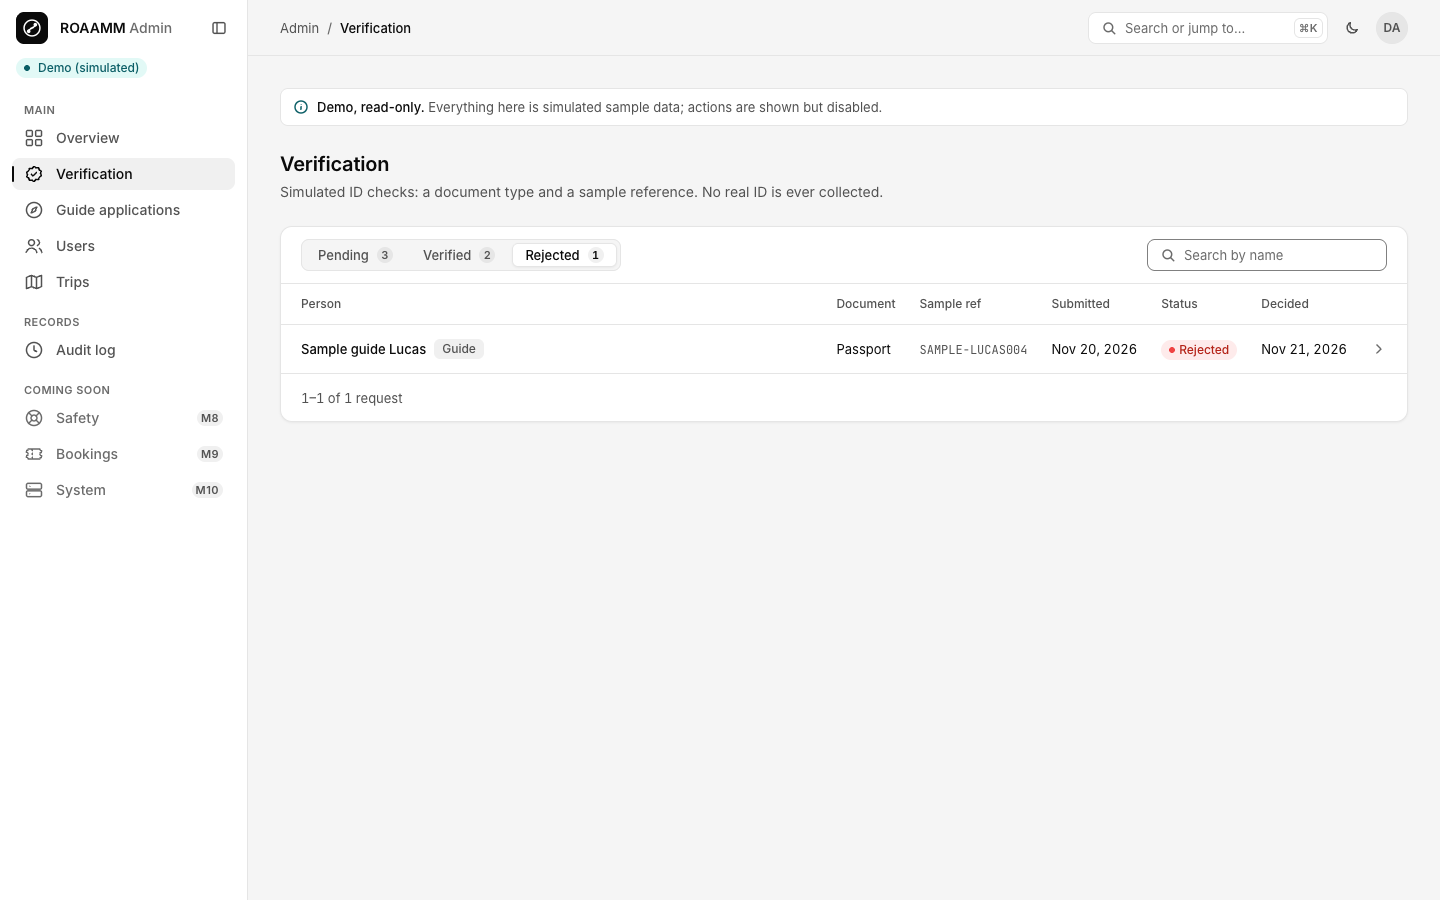 ROAAMM Admin
Demo (simulated)
MAIN
Overview
Verification
Guide applications
Users
Trips
RECORDS
Audit log
COMING SOON
Safety M8
Bookings M9
System M10
Admin / Verification
Search or jump to... ⌘K
DA
Demo, read-only. Everything here is simulated sample data; actions are shown but disabled.
Verification
Simulated ID checks: a document type and a sample reference. No real ID is ever collected.
Pending 3 Verified 2 Rejected 1
Search by name
Person Document Sample ref Submitted Status Decided
Sample guide Lucas Guide Passport SAMPLE-LUCAS004 Nov 20, 2026 Rejected Nov 21, 2026
1–1 of 1 request